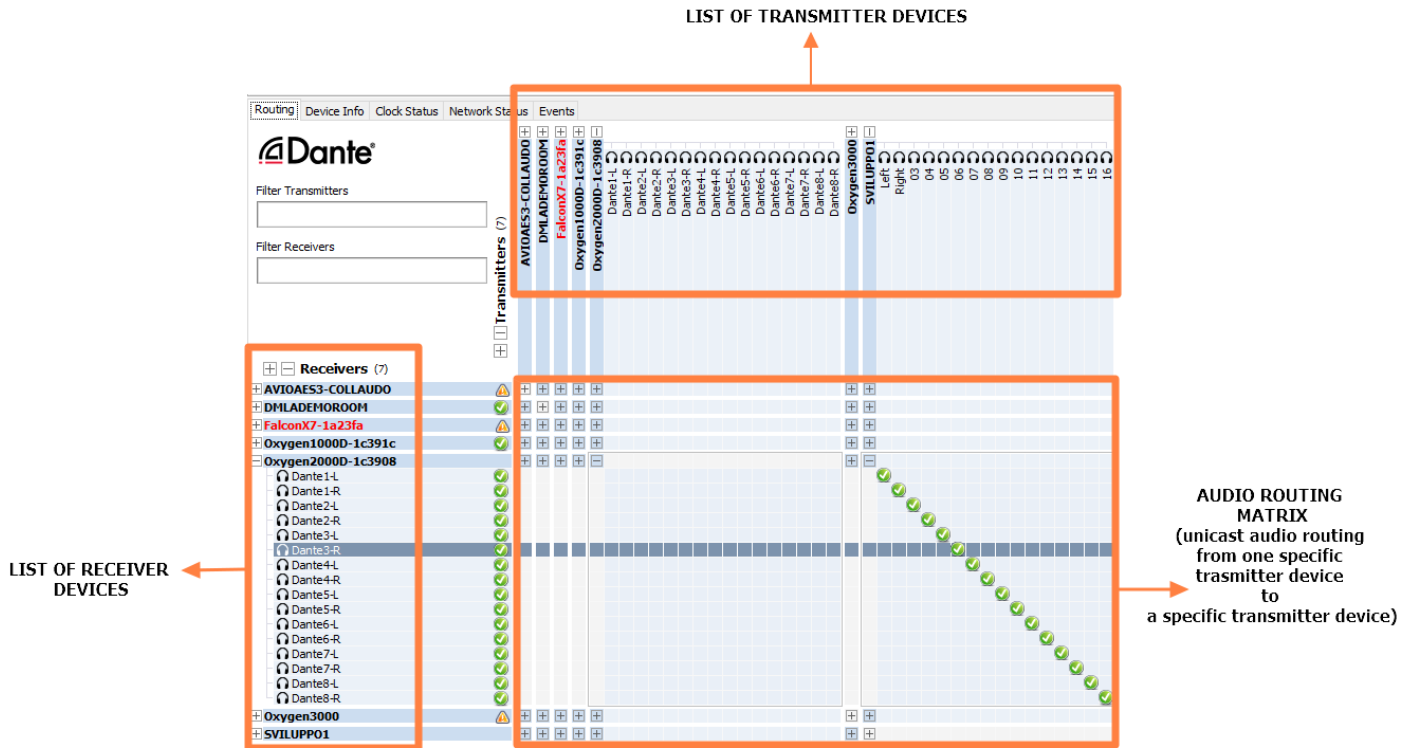 LIST OF TRANSMITTER DEVICES
Routing Device Info Clock Status Network Status Events
Dante®
Filter Transmitters
Filter Receivers
Transmitters (7)
AVIOAES3-COLLAUDO
DMLADEMOROOM
FalconX7-1a23fa
Oxygen1000D-1c391c
Oxygen2000D-1c3908
Dante1-L
Dante1-R
Dante2-L
Dante2-R
Dante3-L
Dante3-R
Dante4-L
Dante4-R
Dante5-L
Dante5-R
Dante6-L
Dante6-R
Dante7-L
Dante7-R
Dante8-L
Dante8-R
Oxygen3000
SVILUPPO1
Left
Right
03
04
05
06
07
08
09
10
11
12
13
14
15
16
Receivers (7)
AVIOAES3-COLLAUDO
DMLADEMOROOM
FalconX7-1a23fa
Oxygen1000D-1c391c
Oxygen2000D-1c3908
Dante1-L
Dante1-R
Dante2-L
Dante2-R
Dante3-L
Dante3-R
Dante4-L
Dante4-R
Dante5-L
Dante5-R
Dante6-L
Dante6-R
Dante7-L
Dante7-R
Dante8-L
Dante8-R
Oxygen3000
SVILUPPO1
LIST OF RECEIVER
DEVICES
AUDIO ROUTING
MATRIX
(unicast audio routing
from one specific
trasmitter device
to
a specific transmitter device)